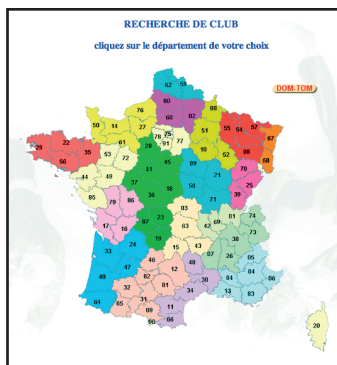 RECHERCHE DE CLUB
cliquez sur le département de votre choix
DOM-TOM
62 59
80
76 60 02 08
50 14 27 51 55 54 57 67
61 78 75 91 77
29 22 35 53 28 10 52 88 68
56 72 45 89 70
44 49 37 41 21 25
85 36 18 58 39
79 86 71
03
17 16 87 23 63 42 69 01 74
19 38 73
33 24 15 43 07 26 05
46 48
40 47 82 12 30 84 04 06
32 81 34 13 83
64 65 31 09 11
90 66
20